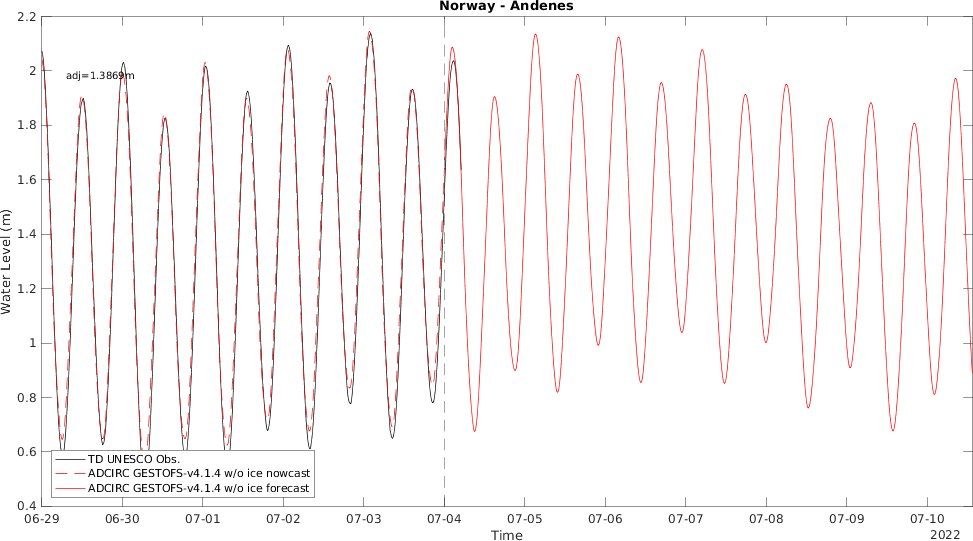 Norway - Andenes
2.2
2
1.8
1.6
1.4
1.2
1
0.8
0.6
0.4
Water Level (m)
adj=1.3869m
TD UNESCO Obs.
ADCIRC GESTOFS-v4.1.4 w/o ice nowcast
ADCIRC GESTOFS-v4.1.4 w/o ice forecast
06-29 06-30 07-01 07-02 07-03 07-04 07-05 07-06 07-07 07-08 07-09 07-10
Time
2022